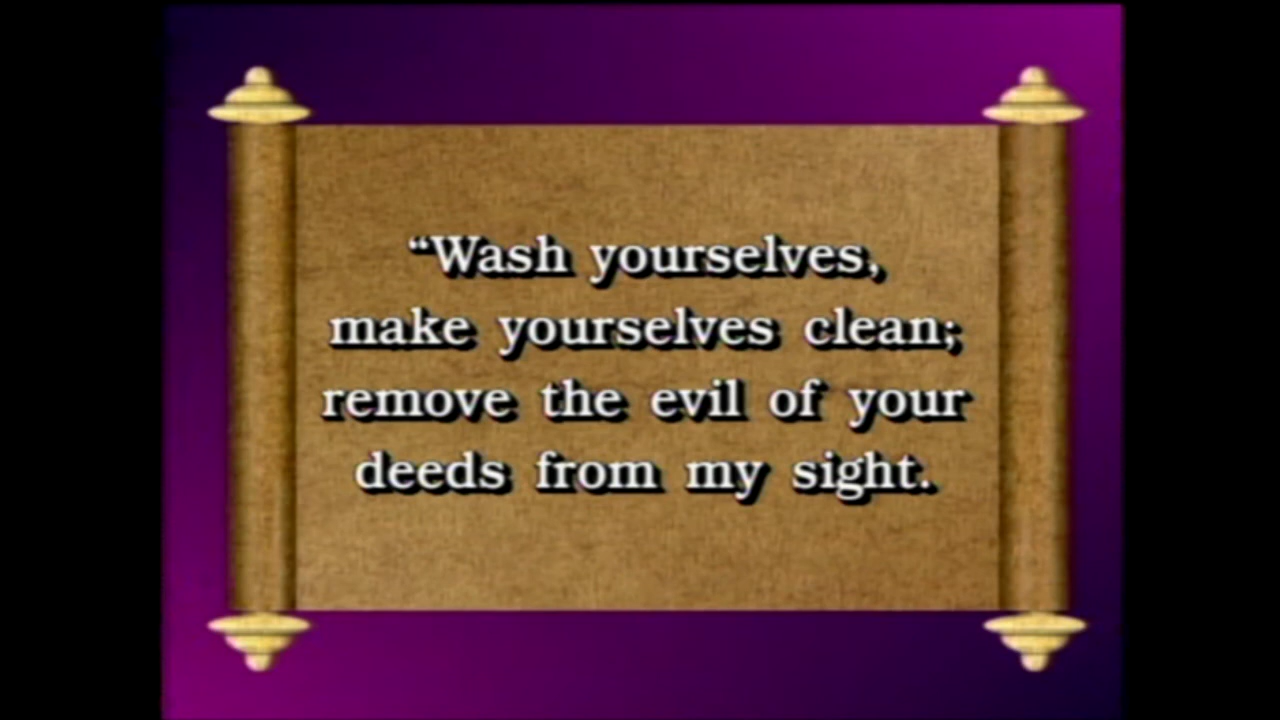 “Wash yourselves,
make yourselves clean;
remove the evil of your
deeds from my sight.